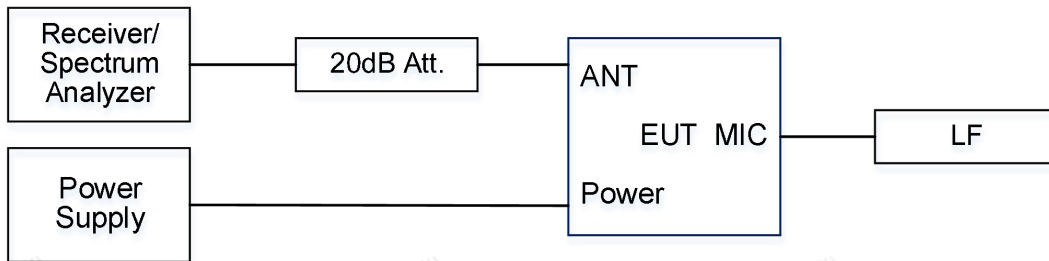 Receiver/
Spectrum
Analyzer
20dB Att.
ANT
EUT MIC
LF
Power
Power
Supply